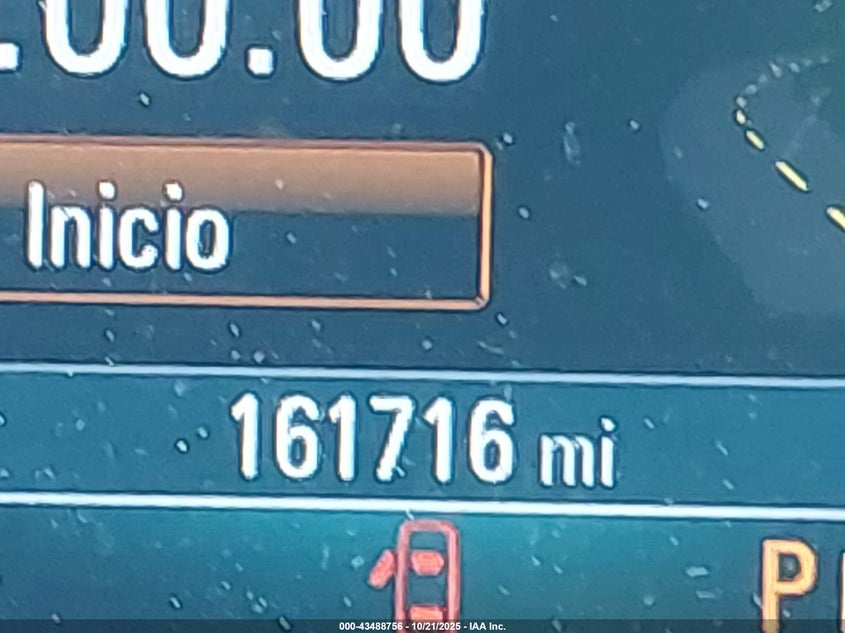 .00.00
Inicio
161716 mi
P
000-43488756 - 10/21/2025 - IAA Inc.